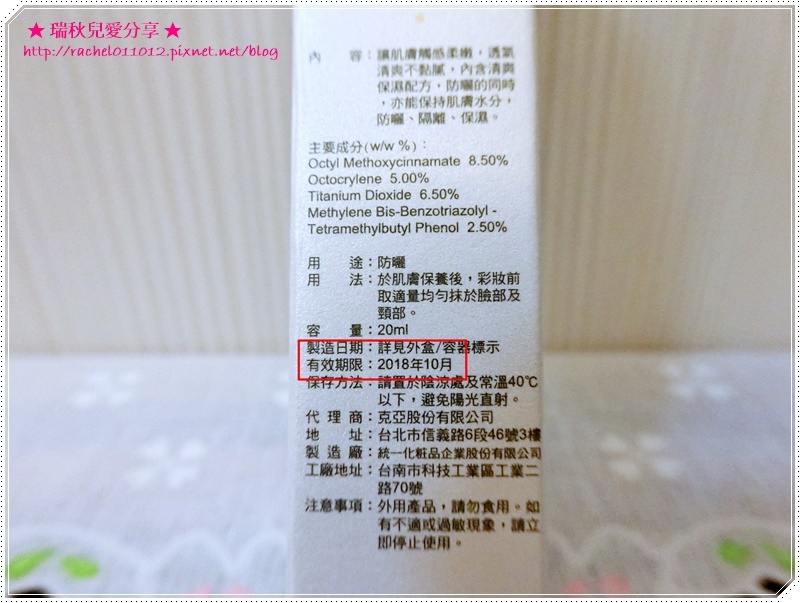 ★ 瑞秋兒愛分享 ★
http://rachel011012.pixnet.net/blog
內　　容：讓肌膚觸感柔嫩，透氣
清爽不黏膩，內含清爽
保濕配方，防曬的同時
，亦能保持肌膚水分，
防曬、隔離、保濕。
主要成分(w/w %)：
Octyl Methoxycinnamate 8.50%
Octocrylene 5.00%
Titanium Dioxide 6.50%
Methylene Bis-Benzotriazolyl -
Tetramethylbutyl Phenol 2.50%
用　　途：防曬
用　　法：於肌膚保養後，彩妝前
取適量均勻抹於臉部及
頸部。
容　　量：20ml
製造日期：詳見外盒/容器標示
有效期限：2018年10月
保存方法：請置於陰涼處及常溫40℃
以下，避免陽光直射。
代 理 商：克亞股份有限公司
地　　址：台北市信義路6段46號3樓
製 造 廠：統一化粧品企業股份有限公司
工廠地址：台南市科技工業區工業二
路70號
注意事項：外用產品，請勿食用。如
有不適或過敏現象，請立
即停止使用。